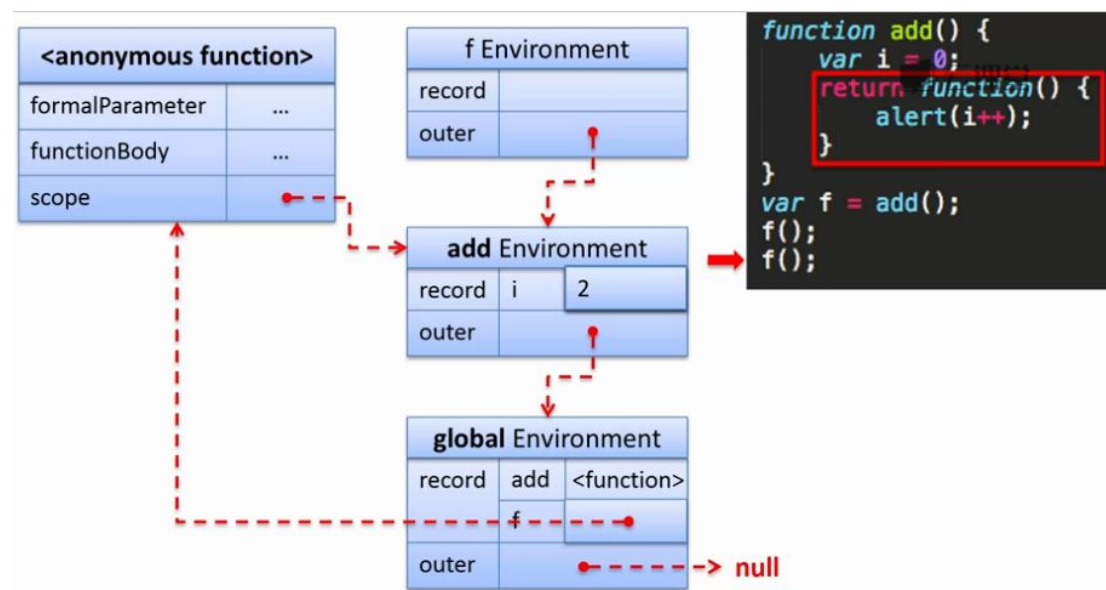 <anonymous function>
formalParameter ...
functionBody ...
scope
f Environment
record
outer
add Environment
record i 2
outer
global Environment
record add <function>
f
outer
null
function add() {
var i = 0;
return function() {
alert(i++);
}
}
var f = add();
f();
f();